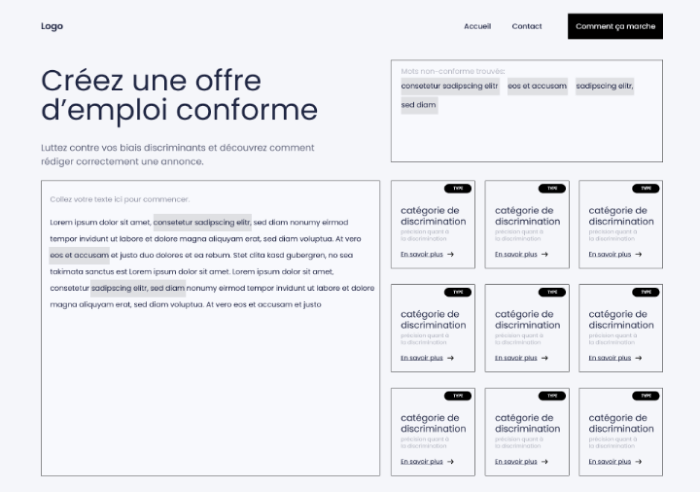 Logo
Accueil
Contact
Comment ça marche
Créez une offre
d'emploi conforme
Luttez contre vos biais discriminants et découvrez comment
rédiger correctement une annonce.
Mots non-conforme trouvés:
consetetur sadipscing elitr
eos et accusam
sadipscing elitr,
sed diam
Collez votre texte ici pour commencer:
Lorem ipsum dolor sit amet, consetetur sadipscing elitr, sed diam nonumy eirmod
tempor invidunt ut labore et dolore magna aliquyam erat, sed diam voluptua. At vero
eos et accusam et justo duo dolores et ea rebum. Stet clita kasd gubergren, no sea
takimata sanctus est Lorem ipsum dolor sit amet. Lorem ipsum dolor sit amet,
consetetur sadipscing elitr, sed diam nonumy eirmod tempor invidunt ut labore et dolore
magna aliquyam erat, sed diam voluptua. At vero eos et accusam et justo
TYPE
catégorie de
discrimination
précision quant à
la discrimination
En savoir plus
TYPE
catégorie de
discrimination
précision quant à
la discrimination
En savoir plus
TYPE
catégorie de
discrimination
précision quant à
la discrimination
En savoir plus
TYPE
catégorie de
discrimination
précision quant à
la discrimination
En savoir plus
TYPE
catégorie de
discrimination
précision quant à
la discrimination
En savoir plus
TYPE
catégorie de
discrimination
précision quant à
la discrimination
En savoir plus
TYPE
catégorie de
discrimination
précision quant à
la discrimination
En savoir plus
TYPE
catégorie de
discrimination
précision quant à
la discrimination
En savoir plus
TYPE
catégorie de
discrimination
précision quant à
la discrimination
En savoir plus